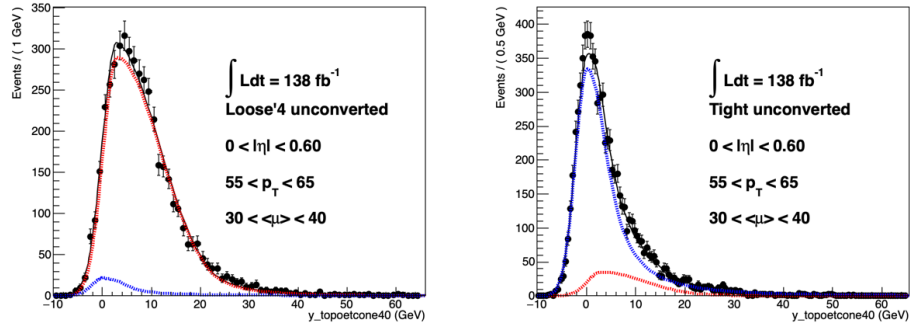 Events / ( 1 GeV )
350
300
250
200
150
100
50
0
∫ Ldt = 138 fb⁻¹
Loose'4 unconverted
0 < |η| < 0.60
55 < p_T < 65
30 < <μ> < 40
−10 0 10 20 30 40 50 60
y_topoetcone40 (GeV)
Events / ( 0.5 GeV )
400
350
300
250
200
150
100
50
0
∫ Ldt = 138 fb⁻¹
Tight unconverted
0 < |η| < 0.60
55 < p_T < 65
30 < <μ> < 40
−10 0 10 20 30 40 50 60
y_topoetcone40 (GeV)